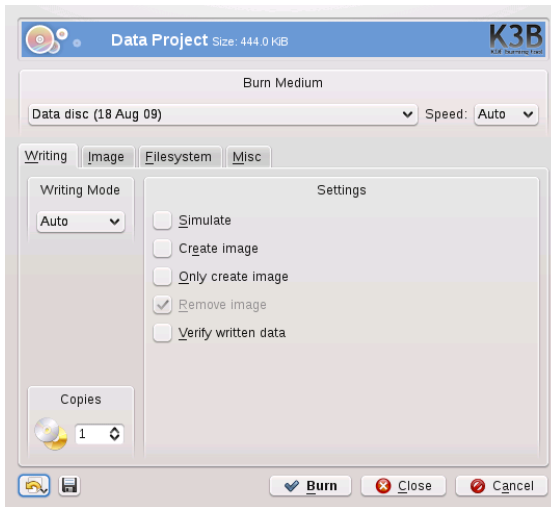 Data Project Size: 444.0 KiB
K3B
Burn Medium
Data disc (18 Aug 09) Speed: Auto
Writing Image Filesystem Misc
Writing Mode
Auto
Settings
Simulate
Create image
Only create image
Remove image
Verify written data
Copies
1
Burn Close Cancel